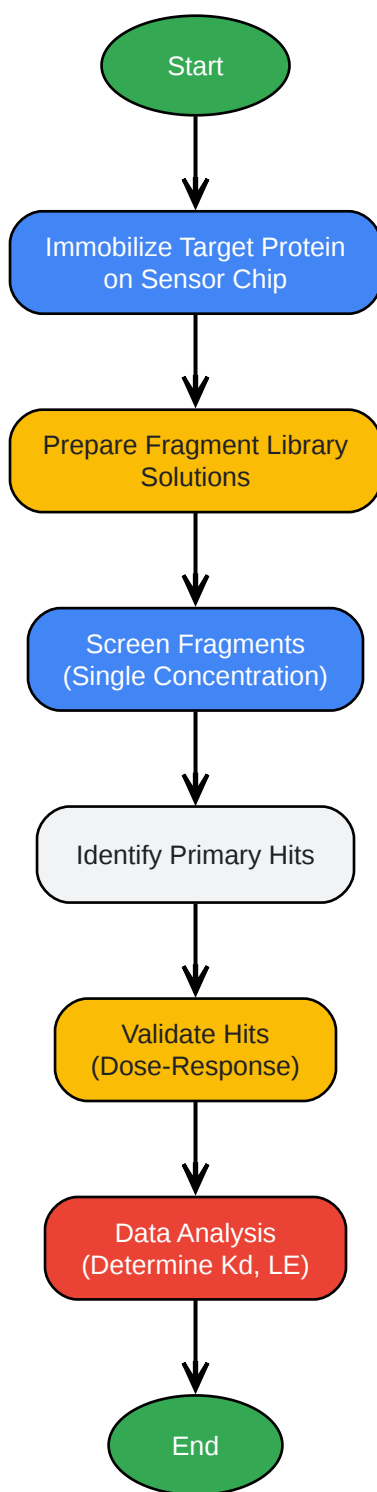 Start
Immobilize Target Protein
on Sensor Chip
Prepare Fragment Library
Solutions
Screen Fragments
(Single Concentration)
Identify Primary Hits
Validate Hits
(Dose-Response)
Data Analysis
(Determine Kd, LE)
End